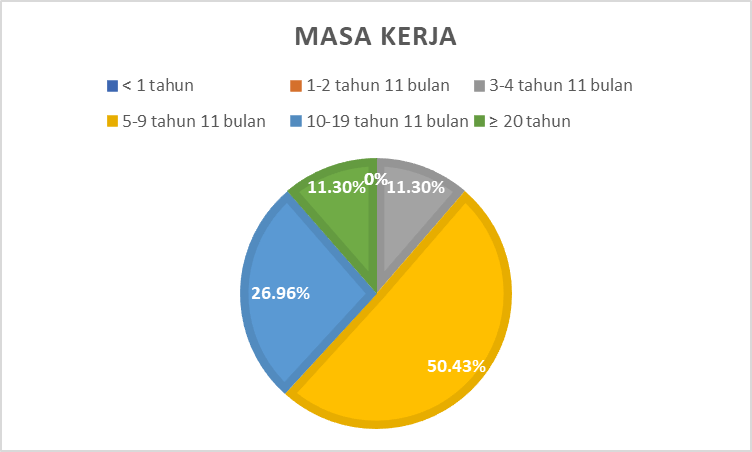 MASA KERJA
< 1 tahun 1-2 tahun 11 bulan 3-4 tahun 11 bulan
5-9 tahun 11 bulan 10-19 tahun 11 bulan ≥ 20 tahun
11.30% 0% 11.30%
26.96%
50.43%